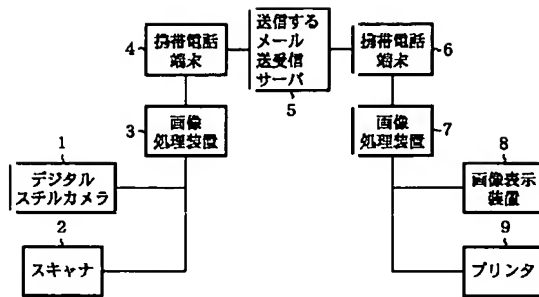 4
携帯電話
端末
送信する
メール
送受信
サーバ
5
携帯電話
端末
6
3
画像
処理装置
画像
処理装置
7
1
デジタル
スチルカメラ
8
画像表示
装置
2
スキャナ
9
プリンタ